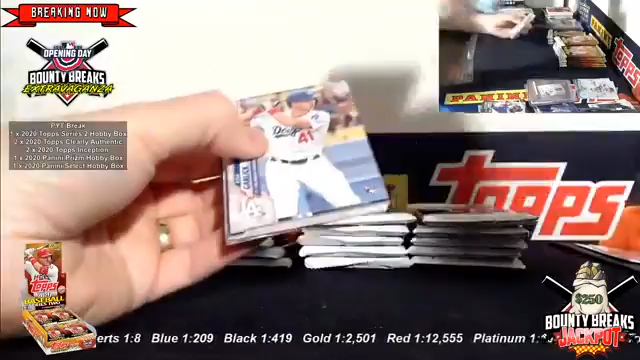 BREAKING NOW
OPENING DAY
BOUNTY BREAKS
EXTRAVAGANZA
PYT Break
1 x 2020 Topps Series 2 Hobby Box
2 x 2020 Topps Clearly Authentic
2 x 2020 Topps Inception
1 x 2020 Panini Prizm Hobby Box
1 x 2020 Panini Select Hobby Box
Dodgers
41
PANINI
TOPPS
TOPPS
TOPPS
BASEBALL
$250
BOUNTY BREAKS
JACKPOT
erts 1:8 Blue 1:209 Black 1:419 Gold 1:2,501 Red 1:12,555 Platinum 1: